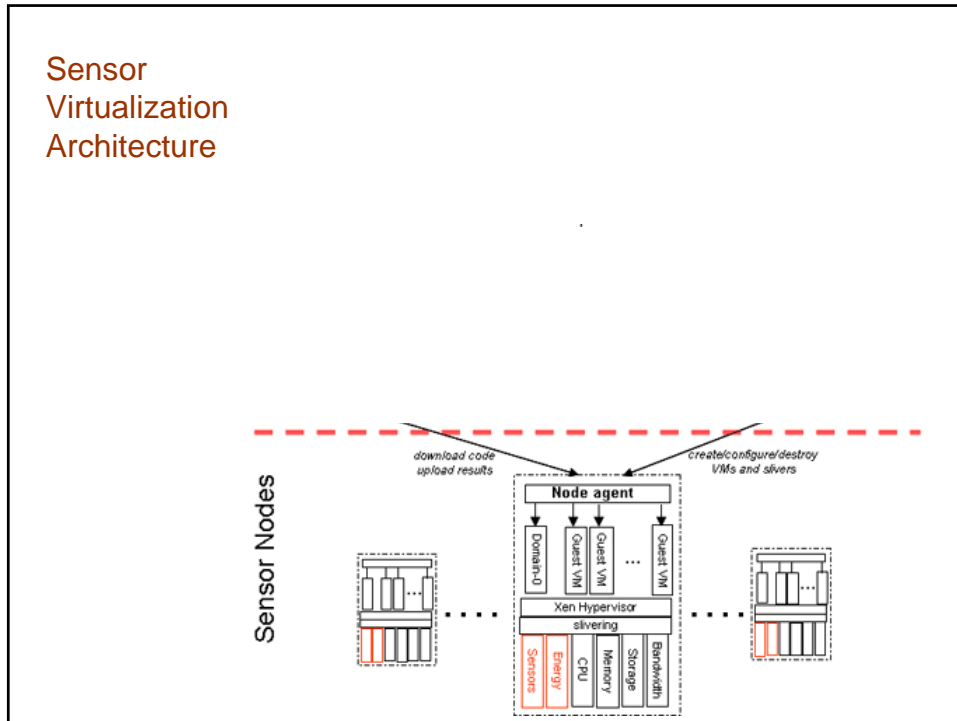 Sensor
Virtualization
Architecture
download code
upload results
create/configure/destroy
VMs and slivers
Sensor Nodes
Node agent
Domain-0
Guest VM
Guest VM
...
Guest VM
...
...
Xen Hypervisor
slivering
Sensors
Energy
CPU
Memory
Storage
Bandwidth